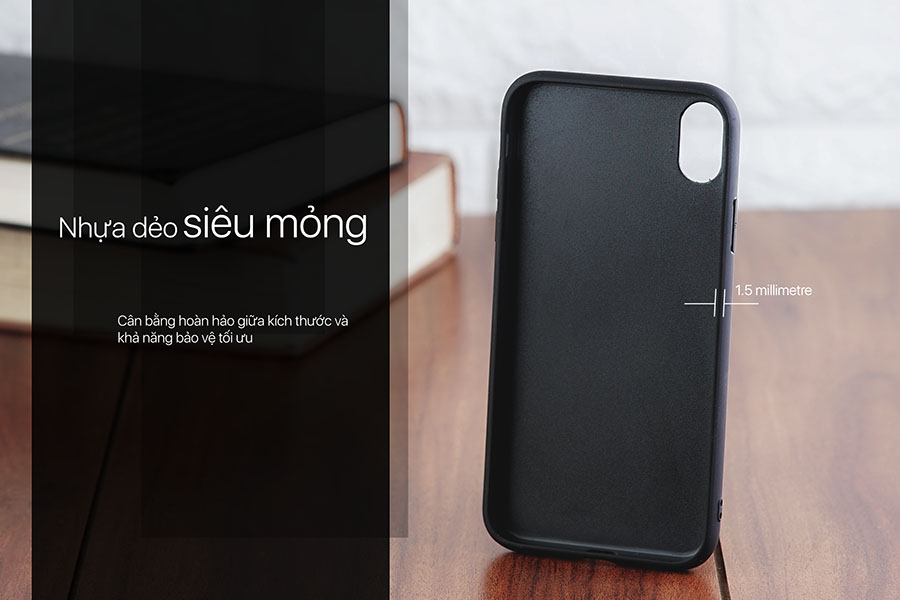 Nhựa dẻo siêu mỏng
Cân bằng hoàn hảo giữa kích thước và
khả năng bảo vệ tối ưu
1.5 millimetre